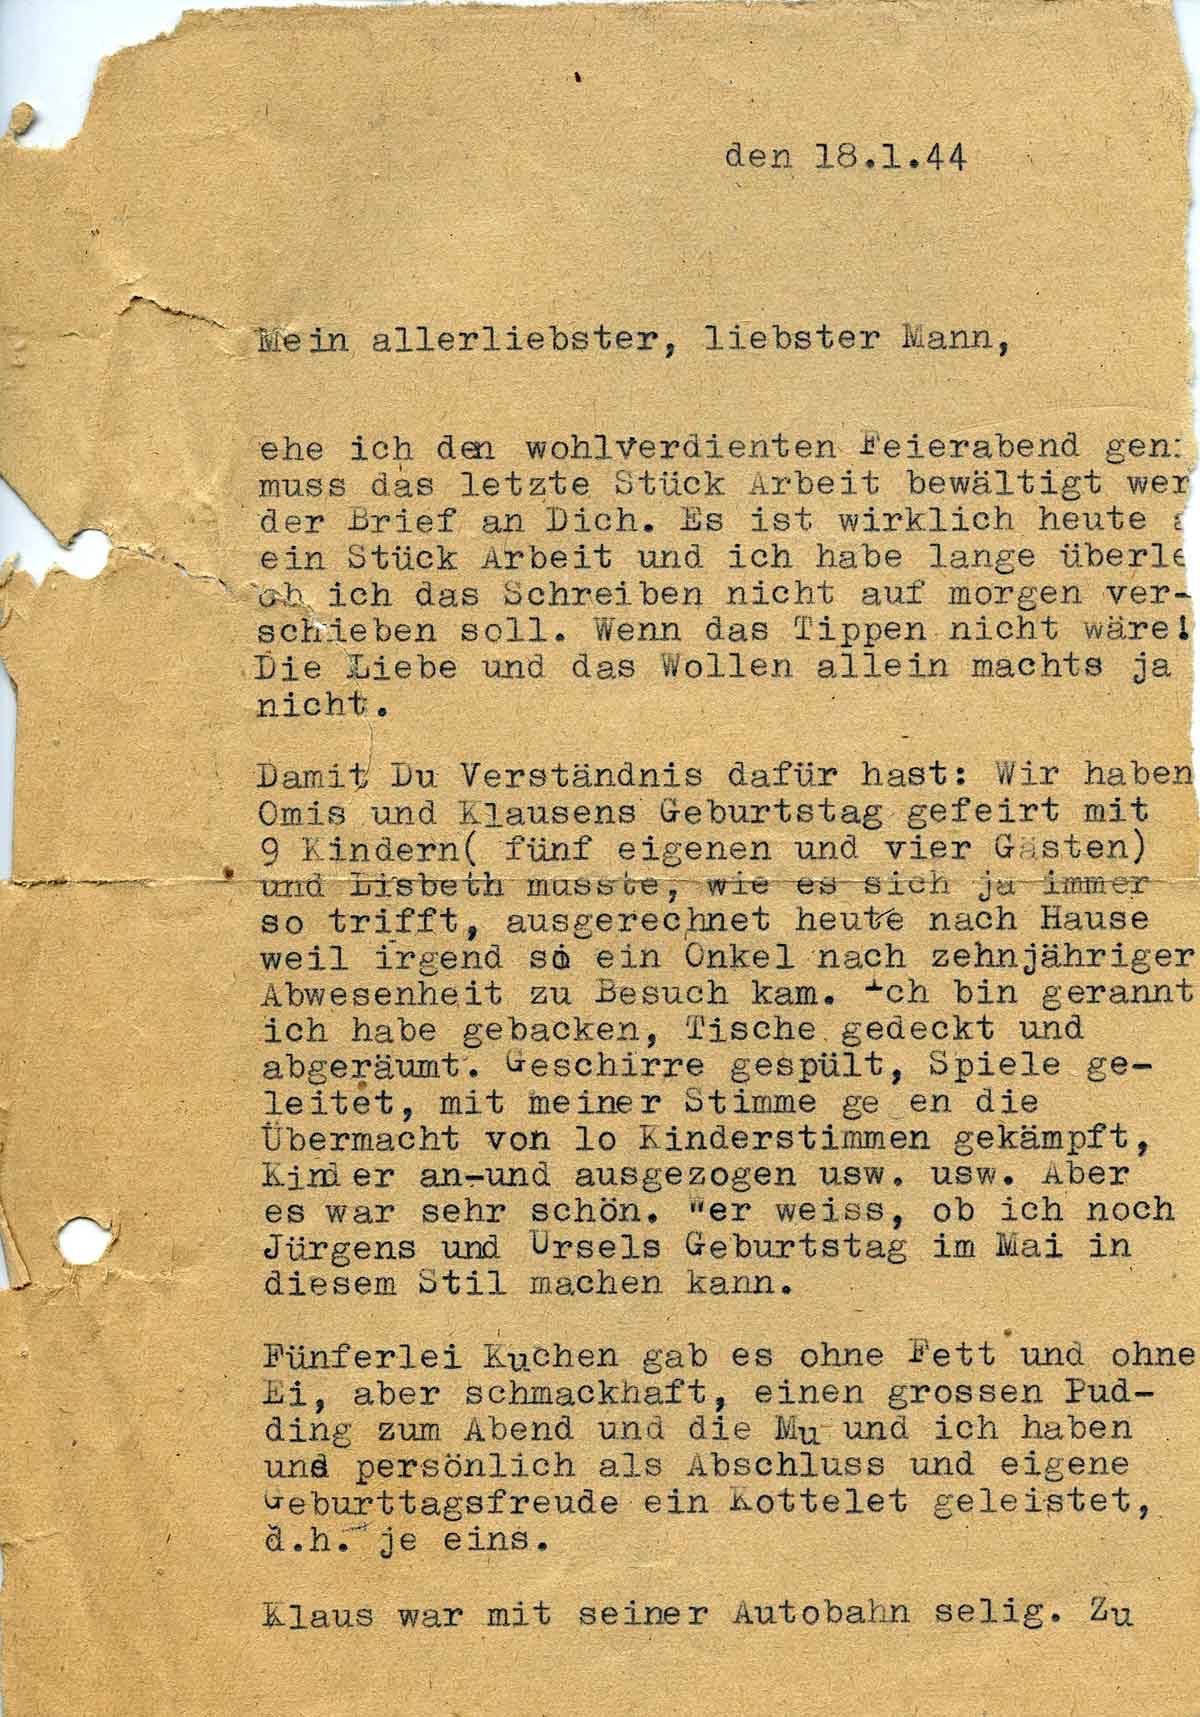 den 18.1.44
Mein allerliebster, liebster Mann,
ehe ich den wohlverdienten Feierabend gen
muss das letzte Stück Arbeit bewältigt wer
der Brief an Dich. Es ist wirklich heute
ein Stück Arbeit und ich habe lange überle
ob ich das Schreiben nicht auf morgen ver-
schieben soll. Wenn das Tippen nicht wäre!
Die Liebe und das Wollen allein machts ja
nicht.
Damit Du Verständnis dafür hast: Wir haben
Omis und Klausens Geburtstag gefeirt mit
9 Kindern( fünf eigenen und vier Gästen)
und Lisbeth musste, wie es sich ja immer
so trifft, ausgerechnet heute nach Hause
weil irgend so ein Onkel nach zehnjähriger
Abwesenheit zu Besuch kam. Ich bin gerannt
ich habe gebacken, Tische gedeckt und
abgeräumt. Geschirre gespült, Spiele ge-
leitet, mit meiner Stimme ge en die
Übermacht von lo Kinderstimmen gekämpft,
Kinder an-und ausgezogen usw. usw. Aber
es war sehr schön. Wer weiss, ob ich noch
Jürgens und Ursels Geburtstag im Mai in
diesem Stil machen kann.
Fünferlei Kuchen gab es ohne Fett und ohne
Ei, aber schmackhaft, einen grossen Pud-
ding zum Abend und die Mu und ich haben
uns persönlich als Abschluss und eigene
Geburttagsfreude ein Kottelet geleistet,
d.h. je eins.
Klaus war mit seiner Autobahn selig. Zu